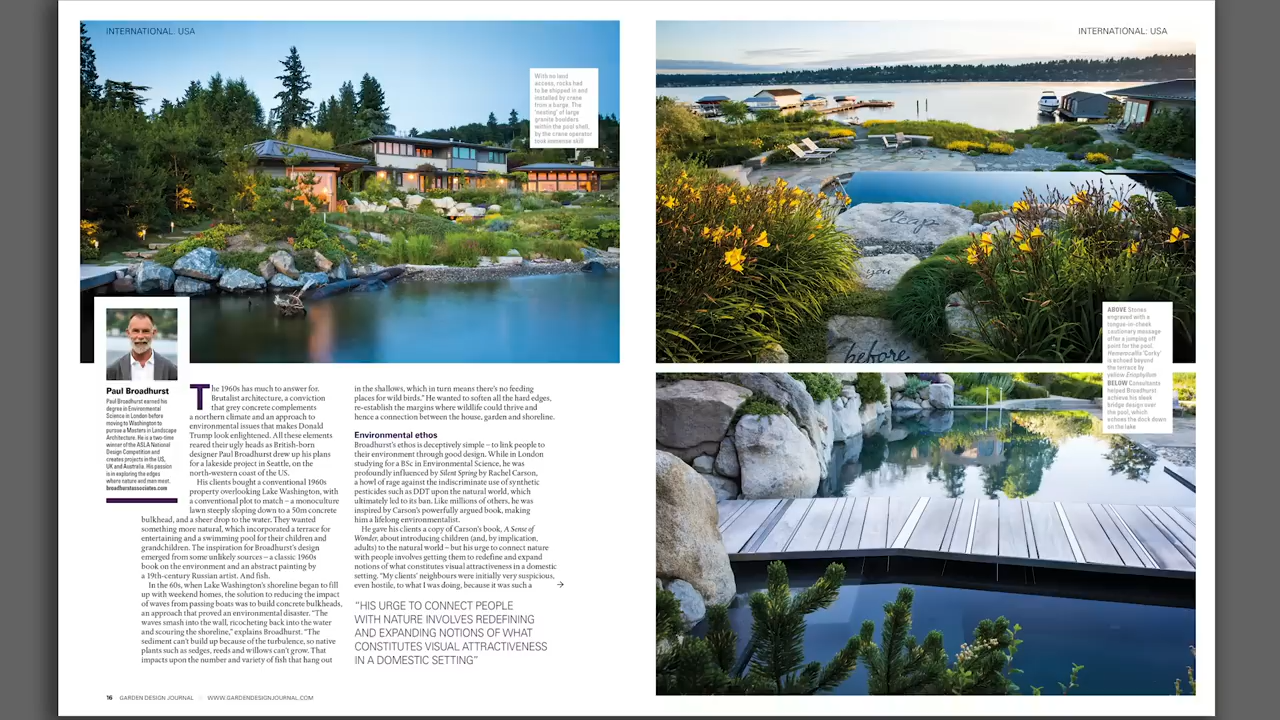 INTERNATIONAL: USA
With no land
access, rocks had
to be shipped in and
installed by crane
from a barge. The
'nesting' of large
granite boulders
within the pool shelf,
by the crane operator
took immense skill
Paul Broadhurst
Paul Broadhurst earned his
degree in Environmental
Science in London before
moving to Washington to
pursue a Masters in Landscape
Architecture. He is a two-time
winner of the ASLA National
Design Competition and
creates projects in the US,
UK and Australia. His passion
is in exploring the edges
where nature and man meet.
broadhurstassociates.com
The 1960s has much to answer for.
Brutalist architecture, a conviction
that grey concrete complements
a northern climate and an approach to
environmental issues that makes Donald
Trump look enlightened. All these elements
reared their ugly heads as British-born
designer Paul Broadhurst drew up his plans
for a lakeside project in Seattle, on the
north-western coast of the US.
His clients bought a conventional 1960s
property overlooking Lake Washington, with
a conventional plot to match – a monoculture
lawn steeply sloping down to a 50m concrete
bulkhead, and a sheer drop to the water. They wanted
something more natural, which incorporated a terrace for
entertaining and a swimming pool for their children and
grandchildren. The inspiration for Broadhurst's design
emerged from some unlikely sources – a classic 1960s
book on the environment and an abstract painting by
a 19th-century Russian artist. And fish.
In the 60s, when Lake Washington's shoreline began to fill
up with weekend homes, the solution to reducing the impact
of waves from passing boats was to build concrete bulkheads,
an approach that proved an environmental disaster. "The
waves smash into the wall, ricocheting back into the water
and scouring the shoreline," explains Broadhurst. "The
sediment can't build up because of the turbulence, so native
plants such as sedges, reeds and willows can't grow. That
impacts upon the number and variety of fish that hang out
in the shallows, which in turn means there's no feeding
places for wild birds." He wanted to soften all the hard edges,
re-establish the margins where wildlife could thrive and
hence a connection between the house, garden and shoreline.
Environmental ethos
Broadhurst's ethos is deceptively simple – to link people to
their environment through good design. While in London
studying for a BSc in Environmental Science, he was
profoundly influenced by Silent Spring by Rachel Carson,
a howl of rage against the indiscriminate use of synthetic
pesticides such as DDT upon the natural world, which
ultimately led to its ban. Like millions of others, he was
inspired by Carson's powerfully argued book, making
him a lifelong environmentalist.
He gave his clients a copy of Carson's book, A Sense of
Wonder, about introducing children (and, by implication,
adults) to the natural world – but his urge to connect nature
with people involves getting them to redefine and expand
notions of what constitutes visual attractiveness in a domestic
setting. "My clients' neighbours were initially very suspicious,
even hostile, to what I was doing, because it was such a →
"HIS URGE TO CONNECT PEOPLE
WITH NATURE INVOLVES REDEFINING
AND EXPANDING NOTIONS OF WHAT
CONSTITUTES VISUAL ATTRACTIVENESS
IN A DOMESTIC SETTING"
16 GARDEN DESIGN JOURNAL | WWW.GARDENDESIGNJOURNAL.COM
INTERNATIONAL: USA
leap
you
before
ABOVE Stones
engraved with a
tongue-in-cheek
cautionary message
offer a jumping off
point for the pool.
Hemerocallis 'Corky'
is echoed beyond
the terrace by
yellow Eriophyllum
BELOW Consultants
helped Broadhurst
achieve his sleek
bridge design over
the pool, which
echoes the dock down
on the lake